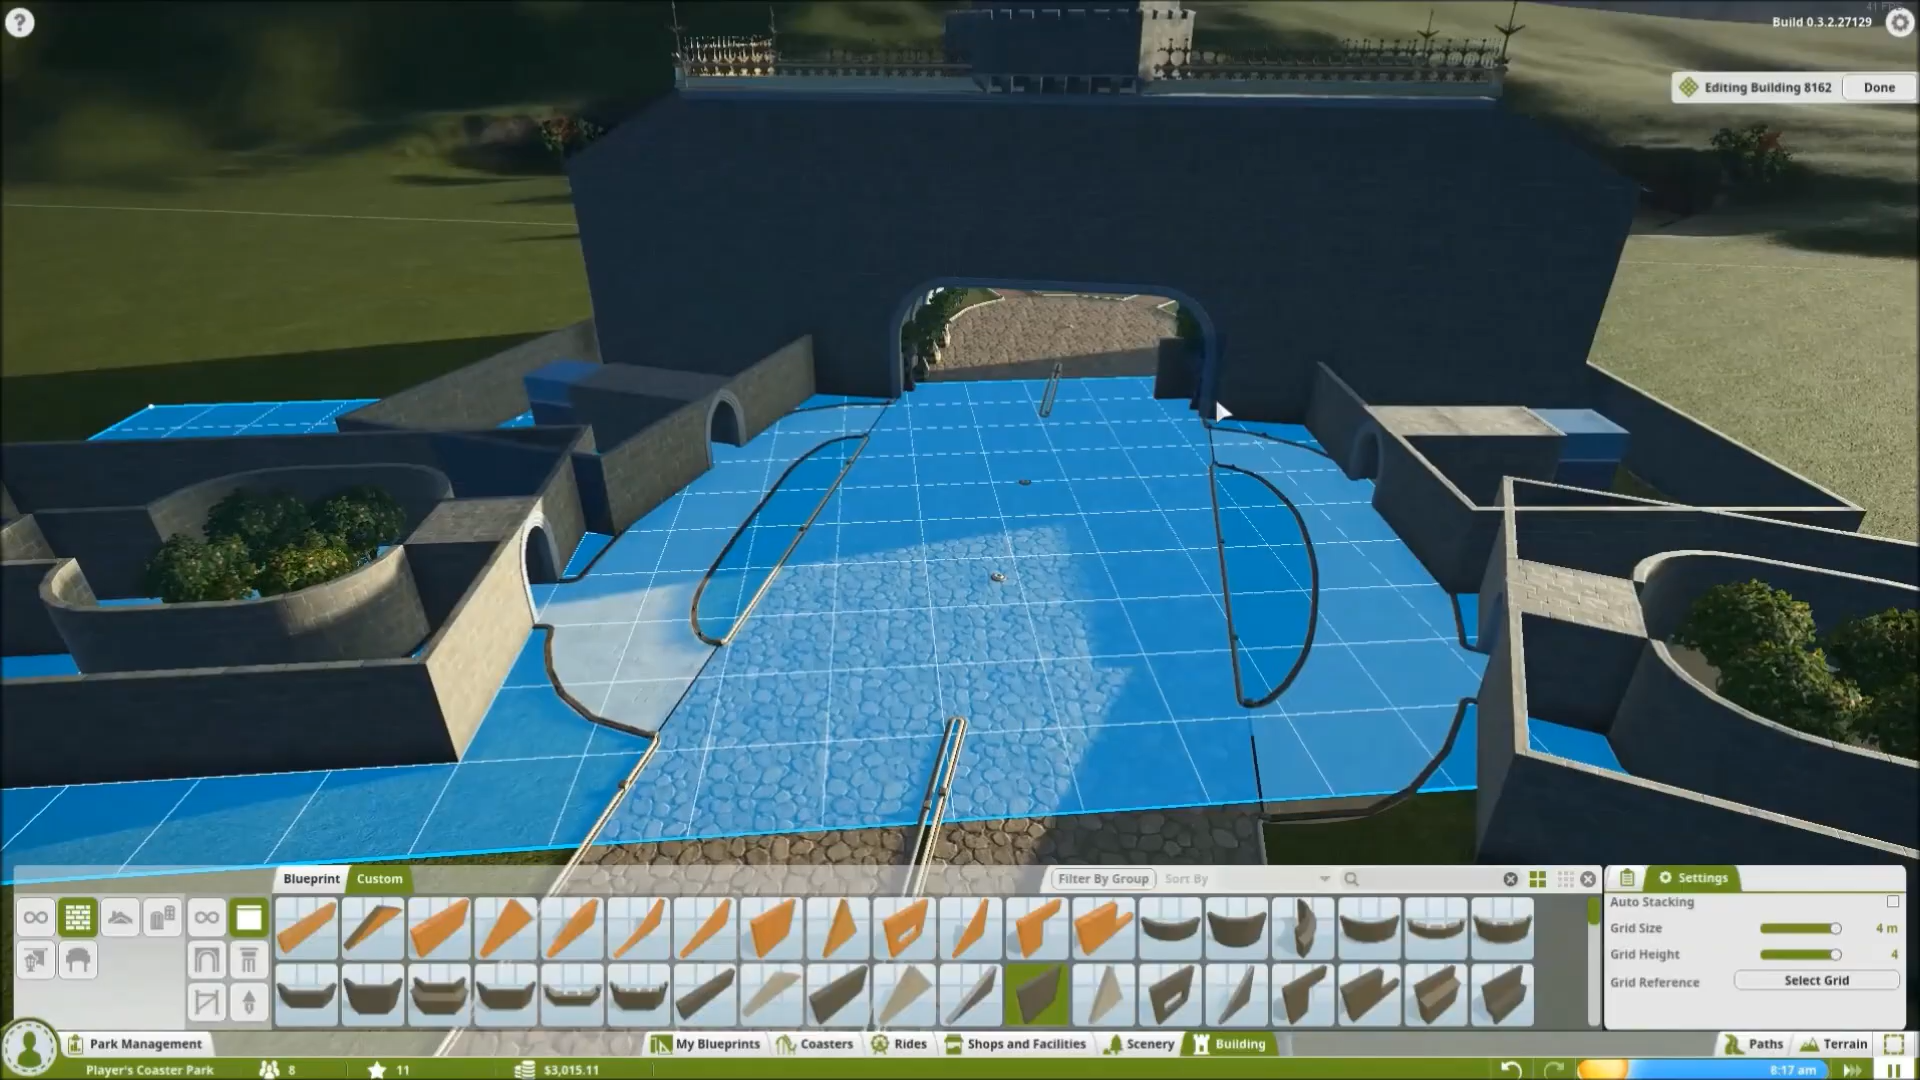 ?
Build 0.3.2.27129
Editing Building 8162
Done
Blueprint
Custom
Filter By Group
Sort By
Settings
Auto Stacking
Grid Size
4 m
Grid Height
4
Grid Reference
Select Grid
Park Management
My Blueprints
Coasters
Rides
Shops and Facilities
Scenery
Building
Paths
Terrain
Player's Coaster Park
8
11
$3,015.11
8:17 am